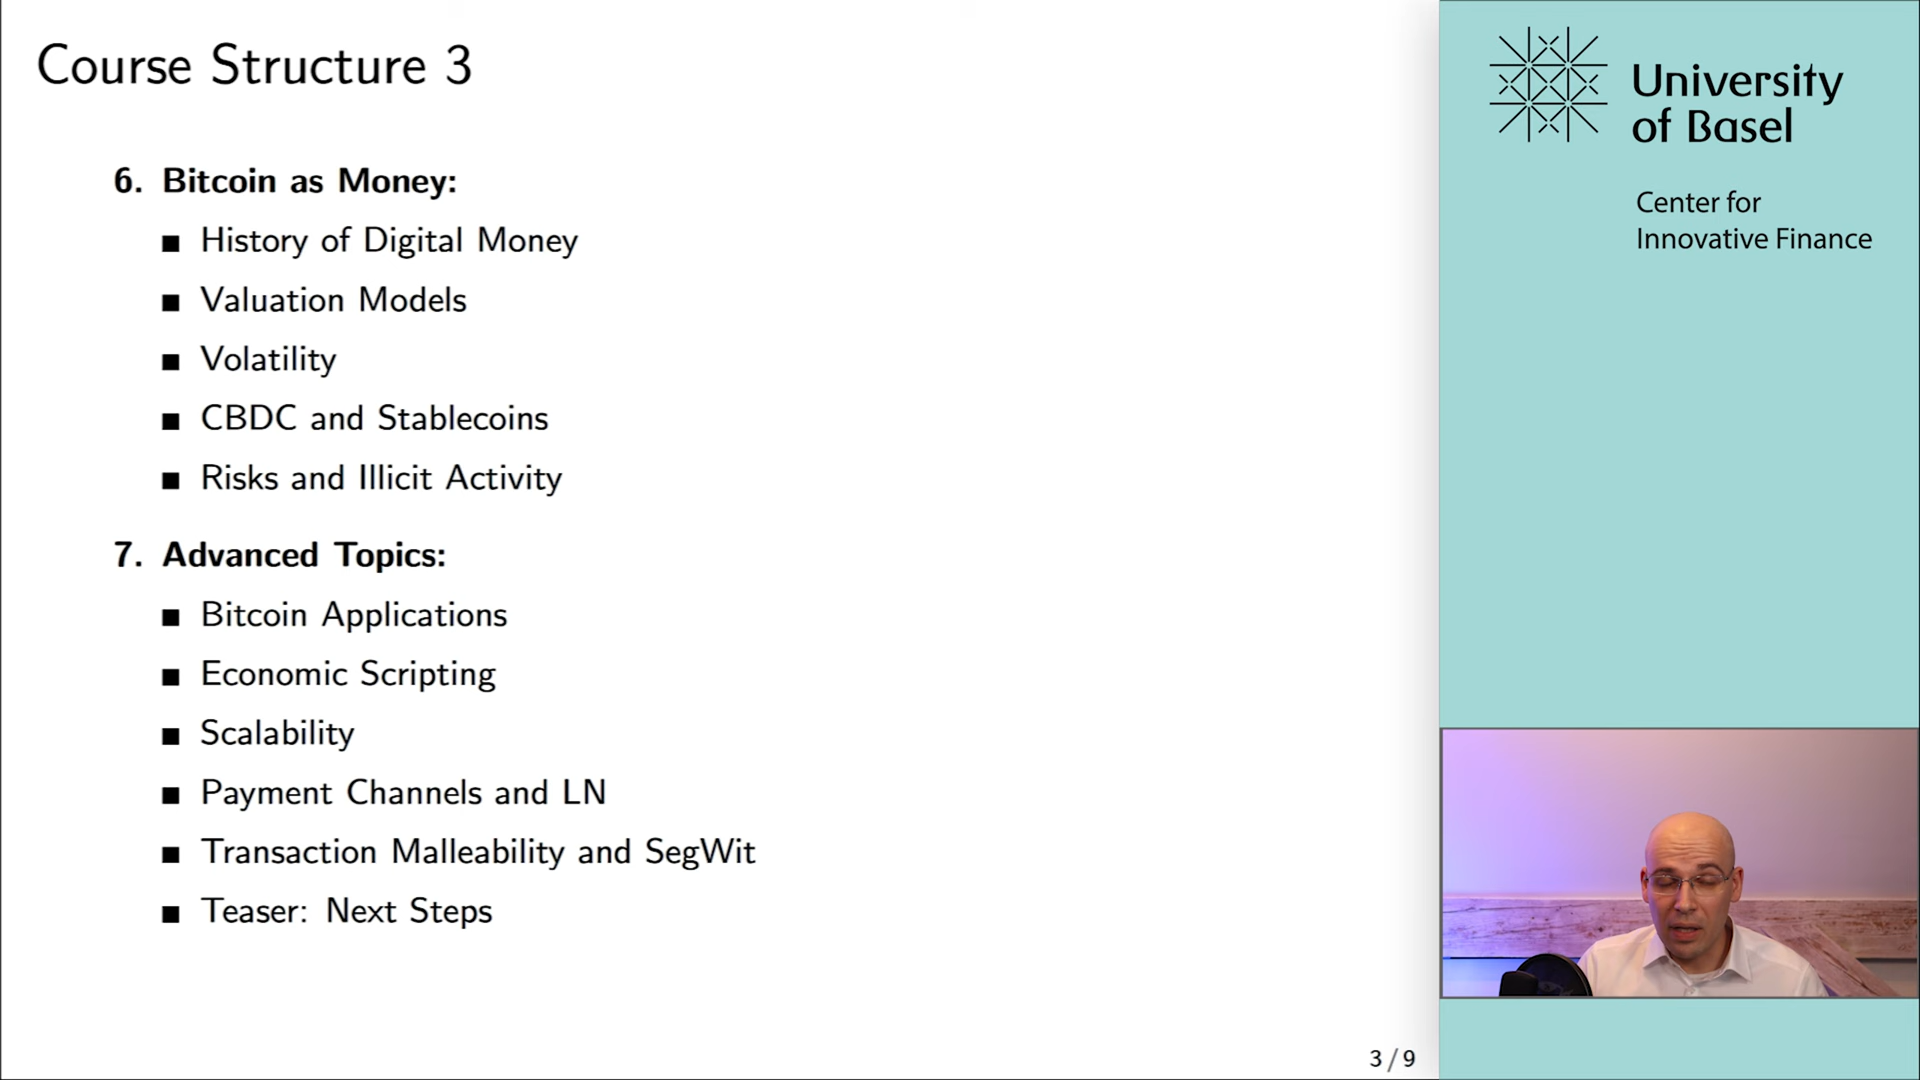 Course Structure 3
6. Bitcoin as Money:
■ History of Digital Money
■ Valuation Models
■ Volatility
■ CBDC and Stablecoins
■ Risks and Illicit Activity
7. Advanced Topics:
■ Bitcoin Applications
■ Economic Scripting
■ Scalability
■ Payment Channels and LN
■ Transaction Malleability and SegWit
■ Teaser: Next Steps
3 / 9
University
of Basel
Center for
Innovative Finance